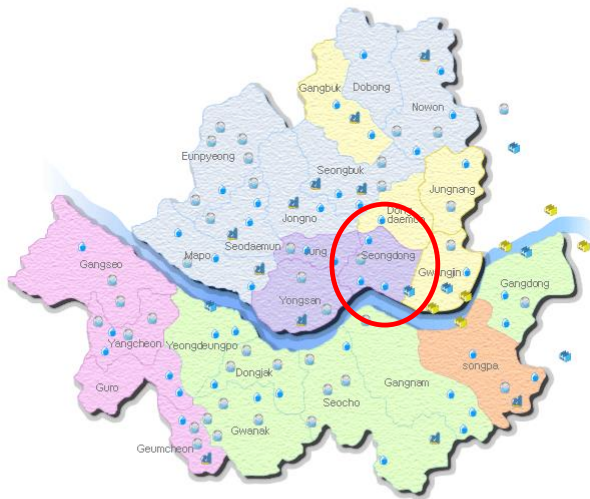 Dobong
Gangbuk
Nowon
Eunpyeong
Seongbuk
Jungnang
Jongno
Dong
daemun
Seodaemun
Mapo
Jung
Seongdong
Gwangjin
Gangseo
Yongsan
Gangdong
Yangcheon
Yeongdeungpo
songpa
Dongjak
Guro
Gangnam
Seocho
Gwanak
Geumcheon